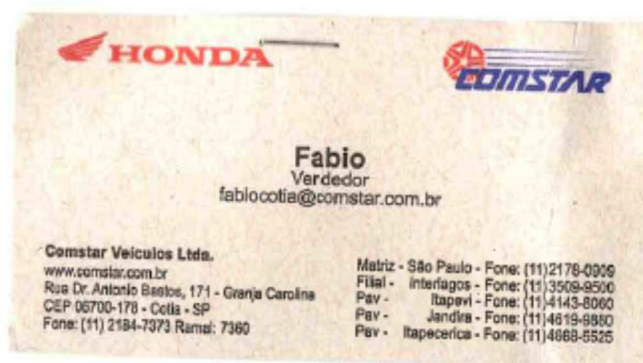 HONDA
COMSTAR
Fabio
Verdedor
fabiocotia@comstar.com.br
Comstar Veiculos Ltda.
www.comstar.com.br
Rua Dr. Antonio Bastos, 171 - Granja Carolina
CEP 06700-178 - Cotia - SP
Fone: (11) 2184-7373 Ramal: 7360
Matriz - São Paulo - Fone: (11)2178-0909
Filial - Interlagos - Fone: (11)3509-9500
Pav - Itapevi - Fone: (11)4143-8060
Pav - Jandira - Fone: (11)4619-9880
Pav - Itapecerica - Fone: (11)4668-5525